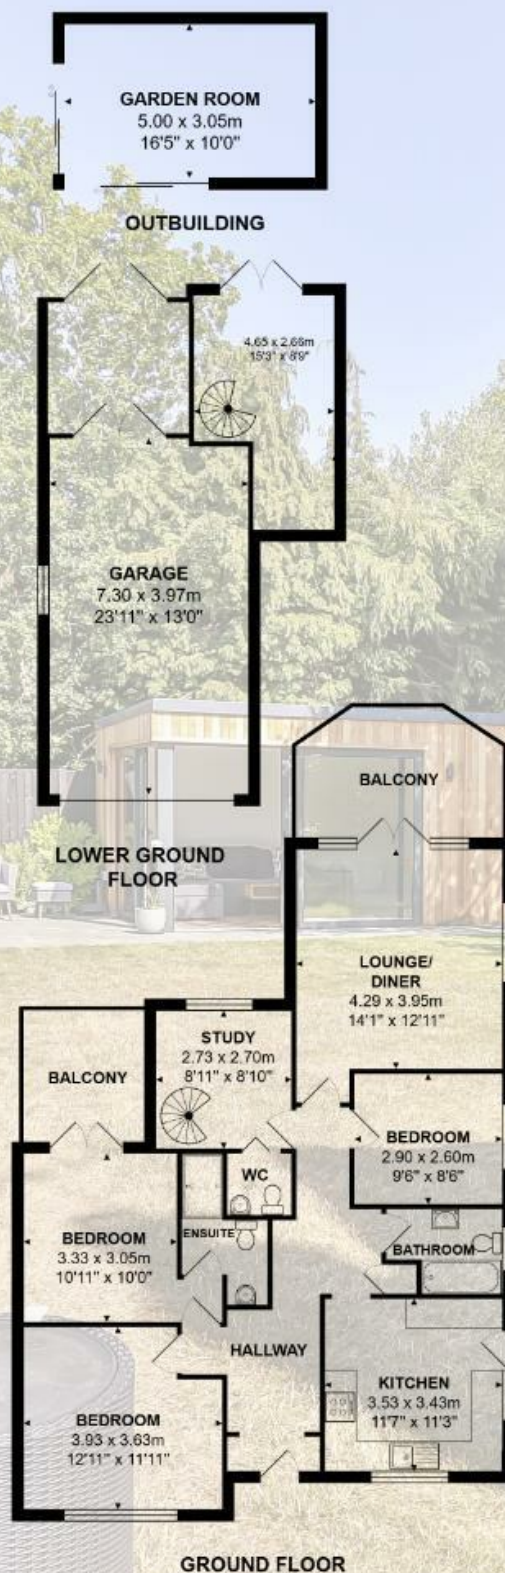 GARDEN ROOM
5.00 x 3.05m
16'5" x 10'0"
OUTBUILDING
4.65 x 2.66m
15'3" x 8'9"
GARAGE
7.30 x 3.97m
23'11" x 13'0"
LOWER GROUND
FLOOR
BALCONY
LOUNGE/
DINER
4.29 x 3.95m
14'1" x 12'11"
STUDY
2.73 x 2.70m
8'11" x 8'10"
BALCONY
BEDROOM
2.90 x 2.60m
9'6" x 8'6"
WC
ENSUITE
BEDROOM
3.33 x 3.05m
10'11" x 10'0"
BATHROOM
HALLWAY
KITCHEN
3.53 x 3.43m
11'7" x 11'3"
BEDROOM
3.93 x 3.63m
12'11" x 11'11"
GROUND FLOOR